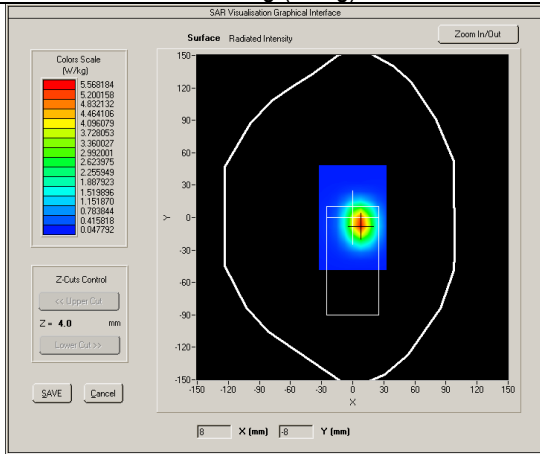 SAR Visualisation Graphical Interface
Surface Radiated Intensity
Zoom In/Out
Colors Scale
(W/kg)
5.568184
5.200158
4.832132
4.464106
4.096079
3.728053
3.360027
2.992001
2.623975
2.255949
1.887923
1.519896
1.151870
0.783844
0.415818
0.047792
Z-Cuts Control
<< Upper Cut
Z = 4.0 mm
Lower Cut >>
SAVE Cancel
150-
120-
90-
60-
30-
0-
-30-
-60-
-90-
-120-
-150-
Y
-150 -120 -90 -60 -30 0 30 60 90 120 150
X
8 X (mm) -8 Y (mm)